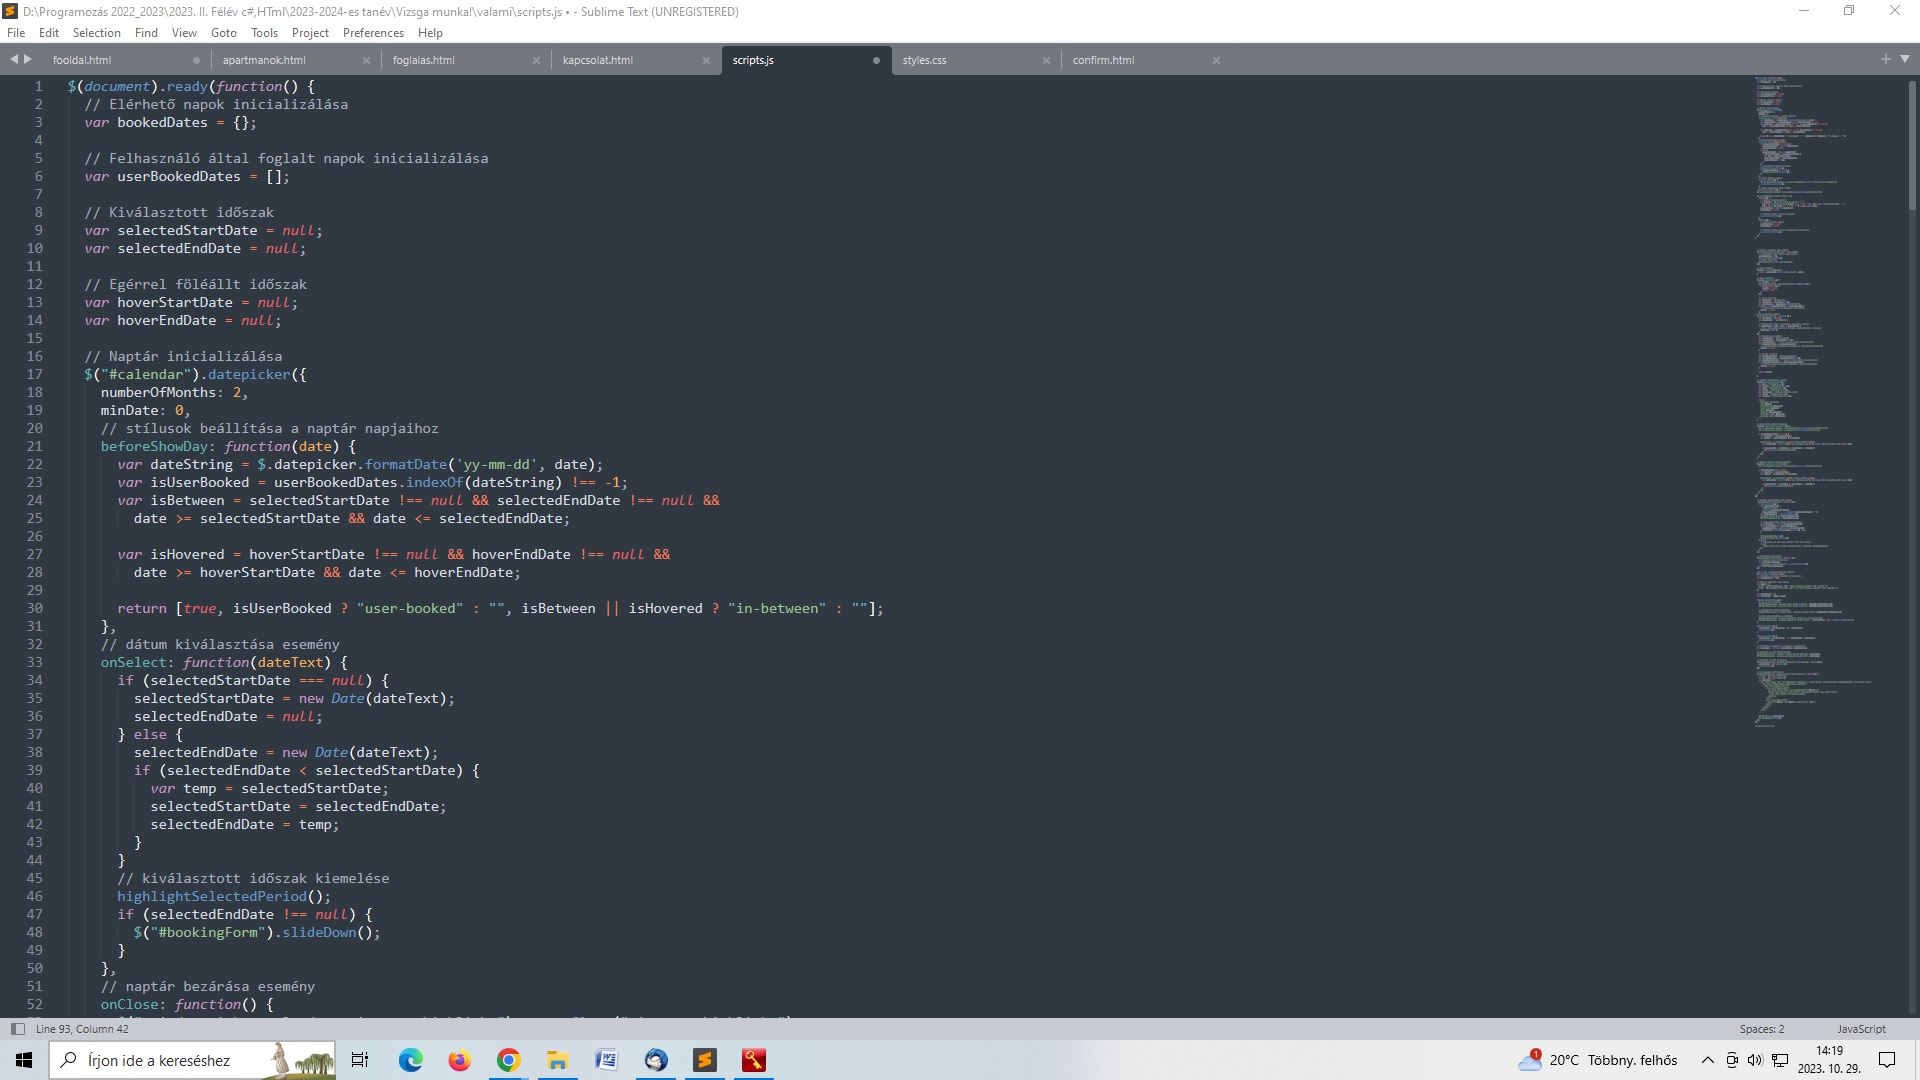 D:\Programozás 2022_2023\2023. II. Félév c#,HTml\2023-2024-es tanév\Vizsga munka!\valami\scripts.js • - Sublime Text (UNREGISTERED)
File Edit Selection Find View Goto Tools Project Preferences Help
fooldal.html apartmanok.html foglalas.html kapcsolat.html scripts.js styles.css confirm.html
1 $(document).ready(function() {
2 // Elérhető napok inicializálása
3 var bookedDates = {};
4
5 // Felhasználó által foglalt napok inicializálása
6 var userBookedDates = [];
7
8 // Kiválasztott időszak
9 var selectedStartDate = null;
10 var selectedEndDate = null;
11
12 // Egérrel föléállt időszak
13 var hoverStartDate = null;
14 var hoverEndDate = null;
15
16 // Naptár inicializálása
17 $("#calendar").datepicker({
18 numberOfMonths: 2,
19 minDate: 0,
20 // stílusok beállítása a naptár napjaihoz
21 beforeShowDay: function(date) {
22 var dateString = $.datepicker.formatDate('yy-mm-dd', date);
23 var isUserBooked = userBookedDates.indexOf(dateString) !== -1;
24 var isBetween = selectedStartDate !== null && selectedEndDate !== null &&
25 date >= selectedStartDate && date <= selectedEndDate;
26
27 var isHovered = hoverStartDate !== null && hoverEndDate !== null &&
28 date >= hoverStartDate && date <= hoverEndDate;
29
30 return [true, isUserBooked ? "user-booked" : "", isBetween || isHovered ? "in-between" : ""];
31 },
32 // dátum kiválasztása esemény
33 onSelect: function(dateText) {
34 if (selectedStartDate === null) {
35 selectedStartDate = new Date(dateText);
36 selectedEndDate = null;
37 } else {
38 selectedEndDate = new Date(dateText);
39 if (selectedEndDate < selectedStartDate) {
40 var temp = selectedStartDate;
41 selectedStartDate = selectedEndDate;
42 selectedEndDate = temp;
43 }
44 }
45 // kiválasztott időszak kiemelése
46 highlightSelectedPeriod();
47 if (selectedEndDate !== null) {
48 $("#bookingForm").slideDown();
49 }
50 },
51 // naptár bezárása esemény
52 onClose: function() {
Line 93, Column 42 Spaces: 2 JavaScript
Írjon ide a kereséshez
1 20°C Többny. felhős
14:19
2023. 10. 29.